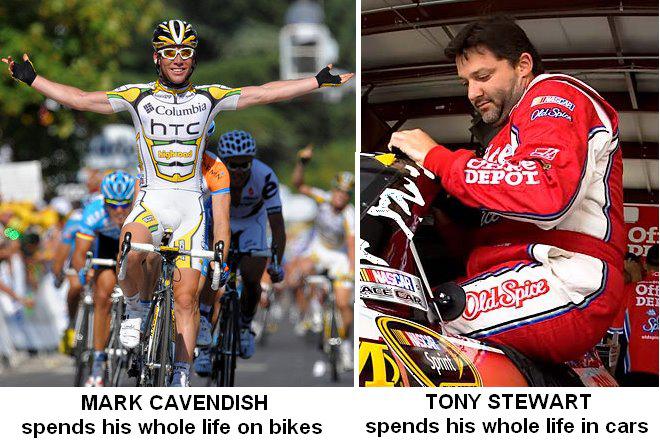 Columbia
htc
highroad
MARK CAVENDISH
spends his whole life on bikes
NASCAR
Old Spice
OFFICE
DEPOT
Old Spice
NASCAR
RACE CAR
NASCAR
Sprint
TONY STEWART
spends his whole life in cars